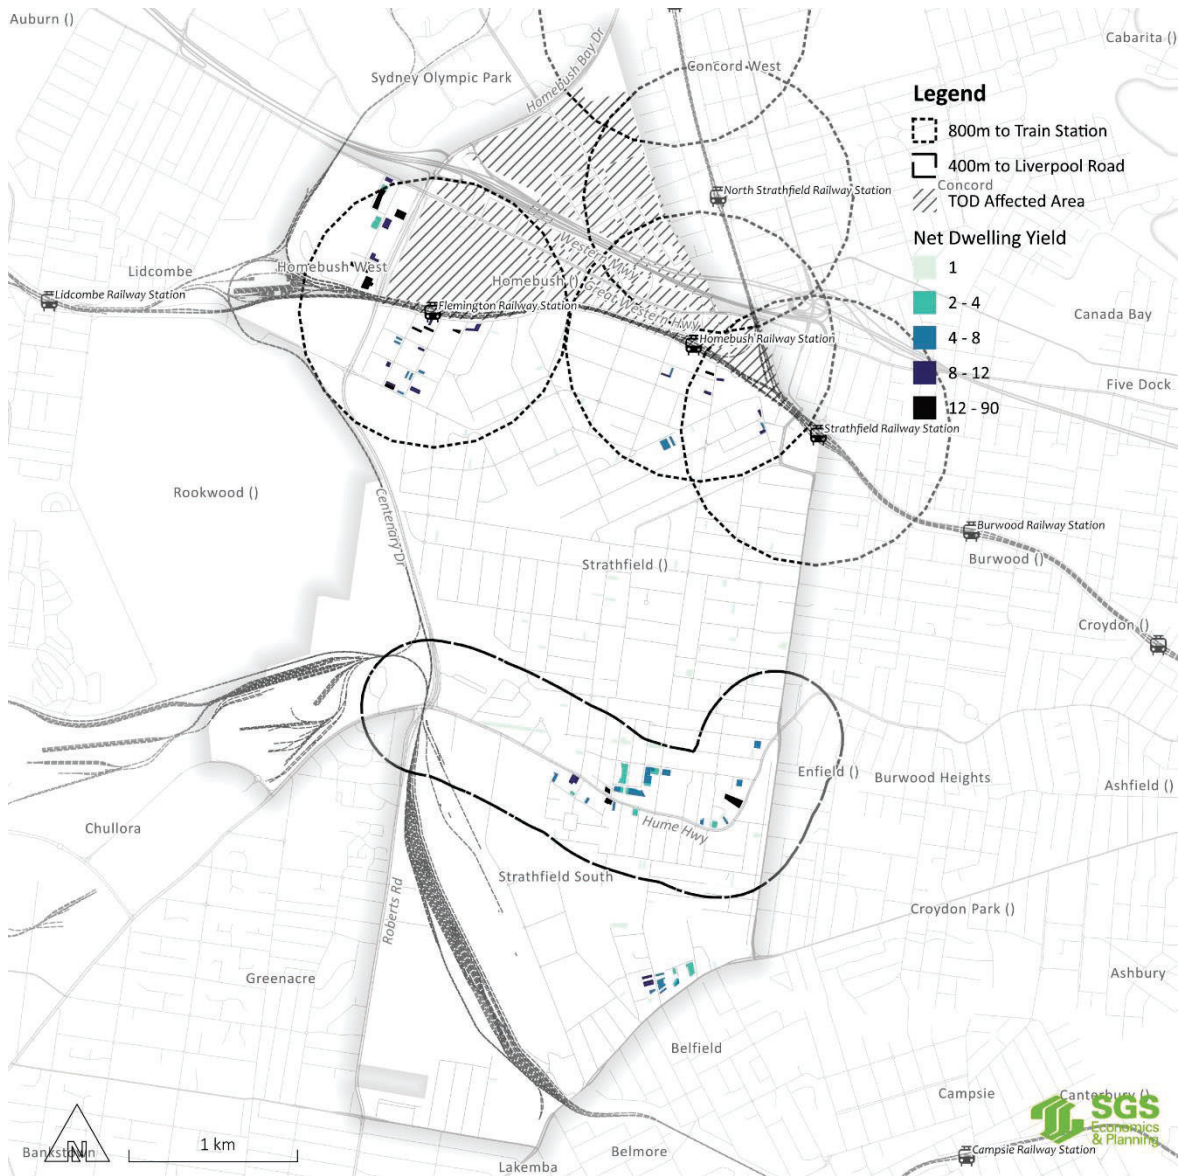 Auburn ()
Cabarita ()
Homebush Bay Dr
Concord West
Sydney Olympic Park
Legend
800m to Train Station
400m to Liverpool Road
North Strathfield Railway Station
Concord
TOD Affected Area
Net Dwelling Yield
1
2 - 4
4 - 8
8 - 12
12 - 90
Western Mwy
Lidcombe
Homebush West
Homebush ()
Great Western Hwy
Lidcombe Railway Station
Flemington Railway Station
Canada Bay
Homebush Railway Station
Five Dock
Strathfield Railway Station
Rookwood ()
Centenary Dr
Burwood Railway Station
Burwood ()
Strathfield ()
Croydon ()
Enfield ()
Burwood Heights
Ashfield ()
Chullora
Hume Hwy
Strathfield South
Roberts Rd
Croydon Park ()
Greenacre
Ashbury
Belfield
Campsie
Canterbury ()
SGS
Economics
& Planning
N
1 km
Bankstown
Belmore
Campsie Railway Station
Lakemba